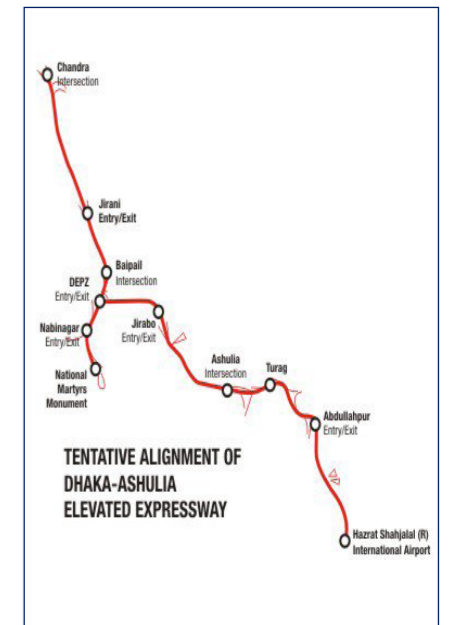 Chandra
Intersection
Jirani
Entry/Exit
Baipail
Intersection
DEPZ
Entry/Exit
Nabinagar
Entry/Exit
Jirabo
Entry/Exit
National
Martyrs
Monument
Ashulia
Intersection
Turag
Abdullahpur
Entry/Exit
TENTATIVE ALIGNMENT OF
DHAKA-ASHULIA
ELEVATED EXPRESSWAY
Hazrat Shahjalal (R)
International Airport